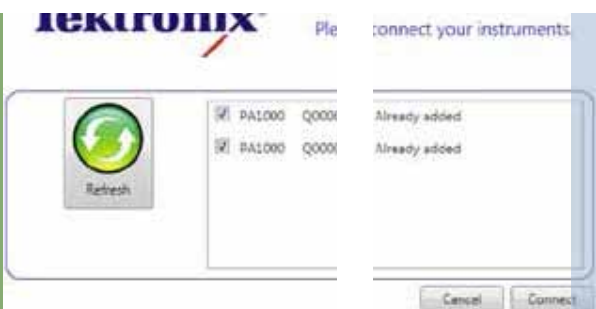 Tektronix®
Ple connect your instruments.
PA1000 Already added
PA1000 Already added
Refresh
Cancel Connect